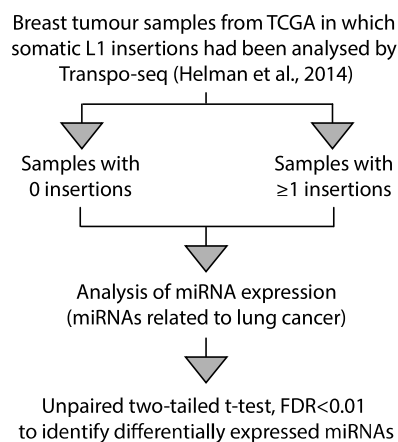 Breast tumour samples from TCGA in which
somatic L1 insertions had been analysed by
Transpo-seq (Helman et al., 2014)
Samples with
0 insertions
Samples with
≥1 insertions
Analysis of miRNA expression
(miRNAs related to lung cancer)
Unpaired two-tailed t-test, FDR<0.01
to identify differentially expressed miRNAs